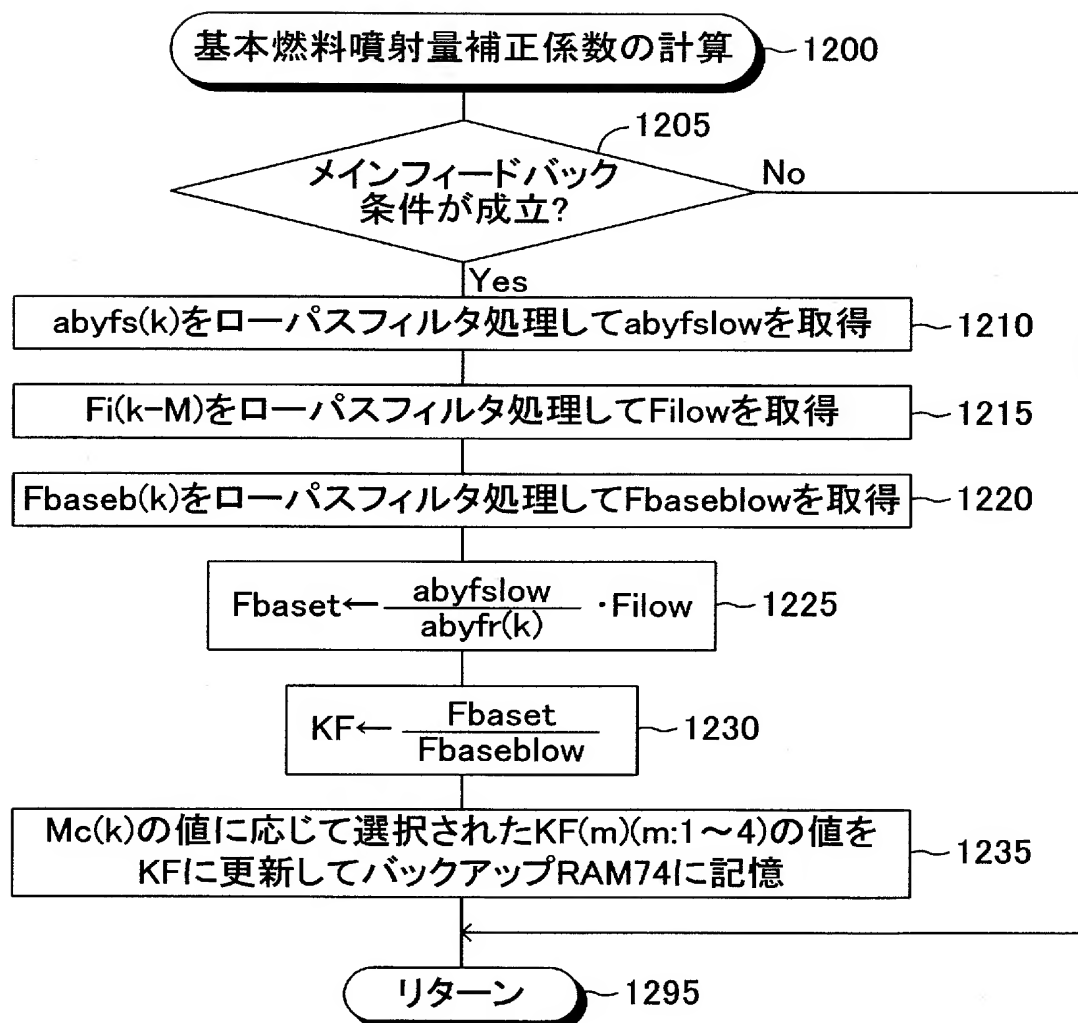 基本燃料噴射量補正係数の計算
1200
1205
メインフィードバック
条件が成立?
No
Yes
abyfs(k)をローパスフィルタ処理してabyfslowを取得
1210
Fi(k-M)をローパスフィルタ処理してFilowを取得
1215
Fbaseb(k)をローパスフィルタ処理してFbaseblowを取得
1220
Fbaset← abyfslow / abyfr(k) ·Filow
1225
KF← Fbaset / Fbaseblow
1230
Mc(k)の値に応じて選択されたKF(m)(m:1〜4)の値を
KFに更新してバックアップRAM74に記憶
1235
リターン
1295